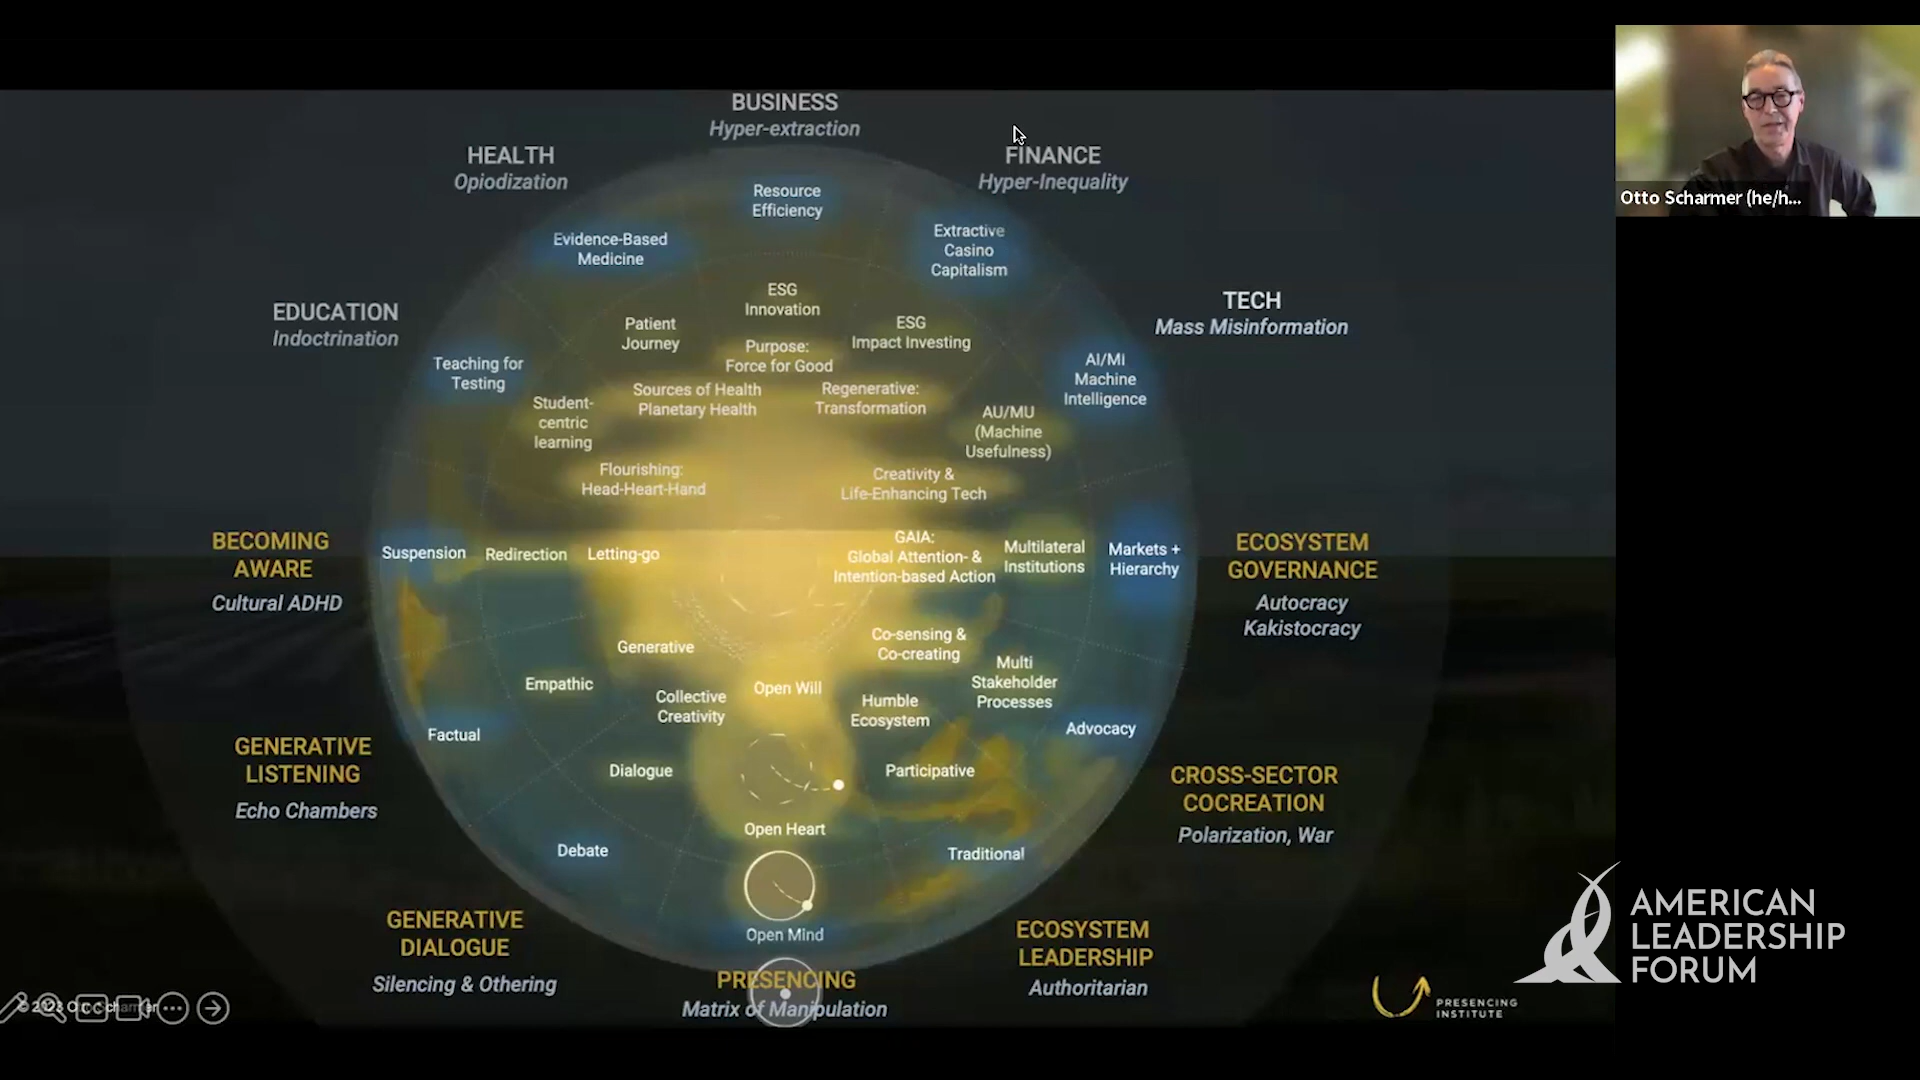 BUSINESS
Hyper-extraction
HEALTH
Opiodization
FINANCE
Hyper-Inequality
EDUCATION
Indoctrination
TECH
Mass Misinformation
Resource
Efficiency
Evidence-Based
Medicine
Extractive
Casino
Capitalism
ESG
Innovation
Patient
Journey
ESG
Impact Investing
Purpose:
Force for Good
Teaching for
Testing
AI/MI
Machine
Intelligence
Sources of Health
Planetary Health
Regenerative:
Transformation
Student-
centric
learning
AU/MU
(Machine
Usefulness)
Flourishing:
Head-Heart-Hand
Creativity &
Life-Enhancing Tech
BECOMING
AWARE
Cultural ADHD
Suspension
Redirection
Letting-go
GAIA:
Global Attention- &
Intention-based Action
Multilateral
Institutions
Markets +
Hierarchy
ECOSYSTEM
GOVERNANCE
Autocracy
Kakistocracy
Generative
Co-sensing &
Co-creating
Empathic
Collective
Creativity
Open Will
Humble
Ecosystem
Multi
Stakeholder
Processes
Factual
Advocacy
GENERATIVE
LISTENING
Echo Chambers
Dialogue
Participative
CROSS-SECTOR
COCREATION
Polarization, War
Open Heart
Debate
Traditional
GENERATIVE
DIALOGUE
Silencing & Othering
Open Mind
ECOSYSTEM
LEADERSHIP
Authoritarian
PRESENCING
Matrix of Manipulation
PRESENCING
INSTITUTE
Otto Scharmer (he/h...
AMERICAN
LEADERSHIP
FORUM
CC